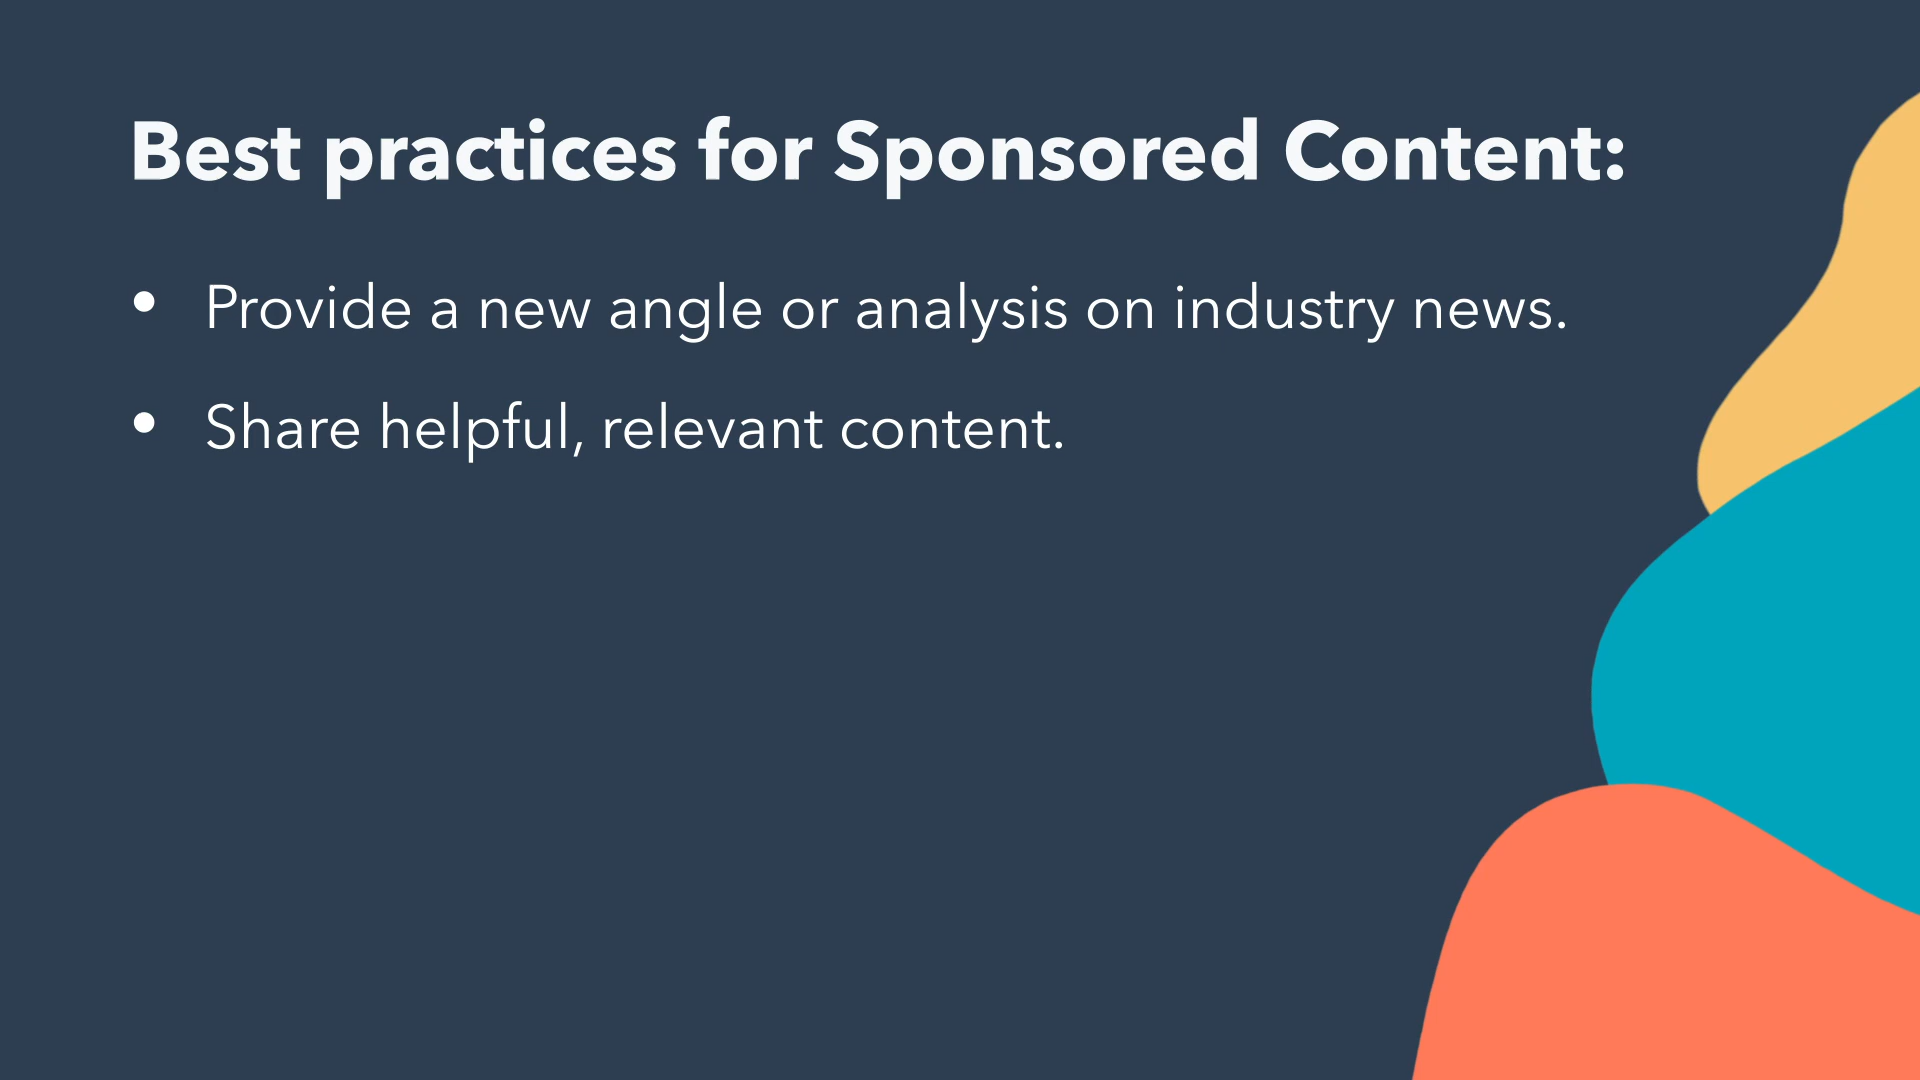 Best practices for Sponsored Content:
• Provide a new angle or analysis on industry news.
• Share helpful, relevant content.